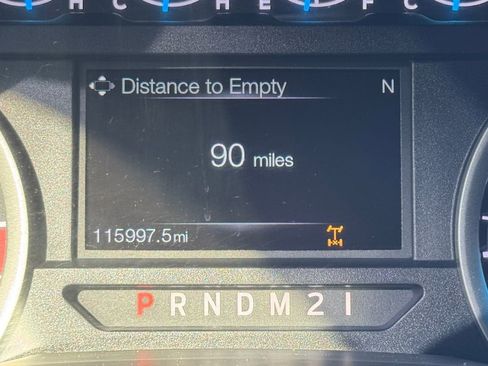 H C H E D F C
Distance to Empty N
90 miles
115997.5mi
P R N D M 2 1